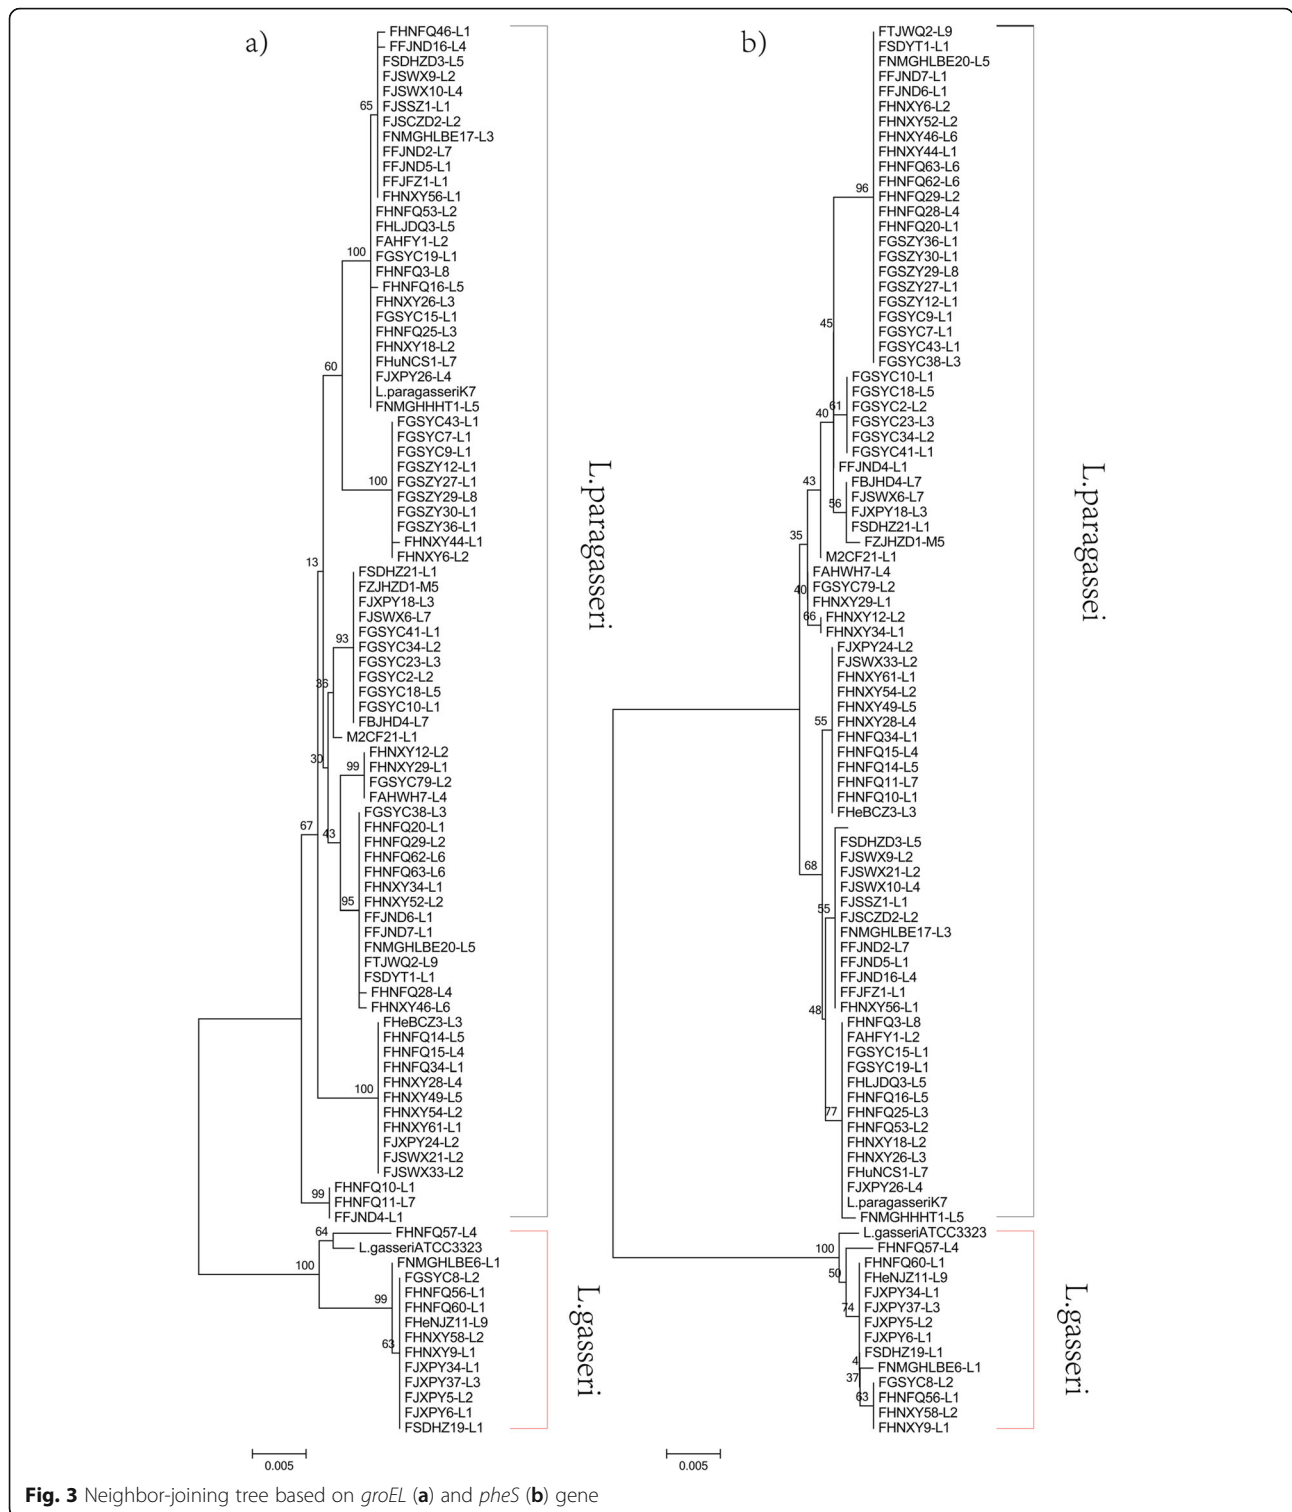 a)
FHNFQ46-L1
FFJND16-L4
FSDHZD3-L5
FJSWX9-L2
FJSWX10-L4
FJSSZ1-L1
65
FJSCZD2-L2
FNMGHLBE17-L3
FFJND2-L7
FFJND5-L1
FFJFZ1-L1
FHNXY56-L1
FHNFQ53-L2
FHLJDQ3-L5
FAHFY1-L2
100
FGSYC19-L1
FHNFQ3-L8
FHNFQ16-L5
FHNXY26-L3
FGSYC15-L1
FHNFQ25-L3
FHNXY18-L2
FHuNCS1-L7
60
FJXPY26-L4
L.paragasseriK7
FNMGHHHT1-L5
FGSYC43-L1
FGSYC7-L1
FGSYC9-L1
FGSZY12-L1
100
FGSZY27-L1
FGSZY29-L8
FGSZY30-L1
FGSZY36-L1
FHNXY44-L1
FHNXY6-L2
13
FSDHZ21-L1
FZJHZD1-M5
FJXPY18-L3
FJSWX6-L7
FGSYC41-L1
93
FGSYC34-L2
FGSYC23-L3
FGSYC2-L2
36
FGSYC18-L5
FGSYC10-L1
FBJHD4-L7
M2CF21-L1
FHNXY12-L2
30
99
FHNXY29-L1
FGSYC79-L2
FAHWH7-L4
FGSYC38-L3
67
43
FHNFQ20-L1
FHNFQ29-L2
FHNFQ62-L6
FHNFQ63-L6
FHNXY34-L1
95
FHNXY52-L2
FFJND6-L1
FFJND7-L1
FNMGHLBE20-L5
FTJWQ2-L9
FSDYT1-L1
FHNFQ28-L4
FHNXY46-L6
FHeBCZ3-L3
FHNFQ14-L5
FHNFQ15-L4
FHNFQ34-L1
100
FHNXY28-L4
FHNXY49-L5
FHNXY54-L2
FHNXY61-L1
FJXPY24-L2
FJSWX21-L2
FJSWX33-L2
FHNFQ10-L1
99
FHNFQ11-L7
FFJND4-L1
64
FHNFQ57-L4
L.gasseriATCC3323
100
FNMGHLBE6-L1
FGSYC8-L2
FHNFQ56-L1
99
FHNFQ60-L1
FHeNJZ11-L9
FHNXY58-L2
63
FHNXY9-L1
FJXPY34-L1
FJXPY37-L3
FJXPY5-L2
FJXPY6-L1
FSDHZ19-L1
L.paragasseri
L.gasseri
0.005
b)
FTJWQ2-L9
FSDYT1-L1
FNMGHLBE20-L5
FFJND7-L1
FFJND6-L1
FHNXY6-L2
FHNXY52-L2
FHNXY46-L6
FHNXY44-L1
FHNFQ63-L6
FHNFQ62-L6
96
FHNFQ29-L2
FHNFQ28-L4
FHNFQ20-L1
FGSZY36-L1
FGSZY30-L1
FGSZY29-L8
FGSZY27-L1
FGSZY12-L1
FGSYC9-L1
45
FGSYC7-L1
FGSYC43-L1
FGSYC38-L3
FGSYC10-L1
FGSYC18-L5
40
61
FGSYC2-L2
FGSYC23-L3
FGSYC34-L2
FGSYC41-L1
FFJND4-L1
43
FBJHD4-L7
FJSWX6-L7
56
FJXPY18-L3
FSDHZ21-L1
35
FZJHZD1-M5
M2CF21-L1
FAHWH7-L4
40
FGSYC79-L2
FHNXY29-L1
66
FHNXY12-L2
FHNXY34-L1
FJXPY24-L2
FJSWX33-L2
FHNXY61-L1
FHNXY54-L2
FHNXY49-L5
55
FHNXY28-L4
FHNFQ34-L1
FHNFQ15-L4
FHNFQ14-L5
FHNFQ11-L7
FHNFQ10-L1
FHeBCZ3-L3
FSDHZD3-L5
FJSWX9-L2
68
FJSWX21-L2
FJSWX10-L4
55
FJSSZ1-L1
FJSCZD2-L2
FNMGHLBE17-L3
FFJND2-L7
FFJND5-L1
FFJND16-L4
FFJFZ1-L1
48
FHNXY56-L1
FHNFQ3-L8
FAHFY1-L2
FGSYC15-L1
FGSYC19-L1
FHLJDQ3-L5
FHNFQ16-L5
77
FHNFQ25-L3
FHNFQ53-L2
FHNXY18-L2
FHNXY26-L3
FHuNCS1-L7
FJXPY26-L4
L.paragasseriK7
FNMGHHHT1-L5
L.gasseriATCC3323
100
FHNFQ57-L4
FHNFQ60-L1
50
FHeNJZ11-L9
FJXPY34-L1
74
FJXPY37-L3
FJXPY5-L2
FJXPY6-L1
FSDHZ19-L1
4
FNMGHLBE6-L1
37
FGSYC8-L2
63
FHNFQ56-L1
FHNXY58-L2
FHNXY9-L1
L.paragassei
L.gasseri
0.005
Fig. 3 Neighbor-joining tree based on groEL (a) and pheS (b) gene